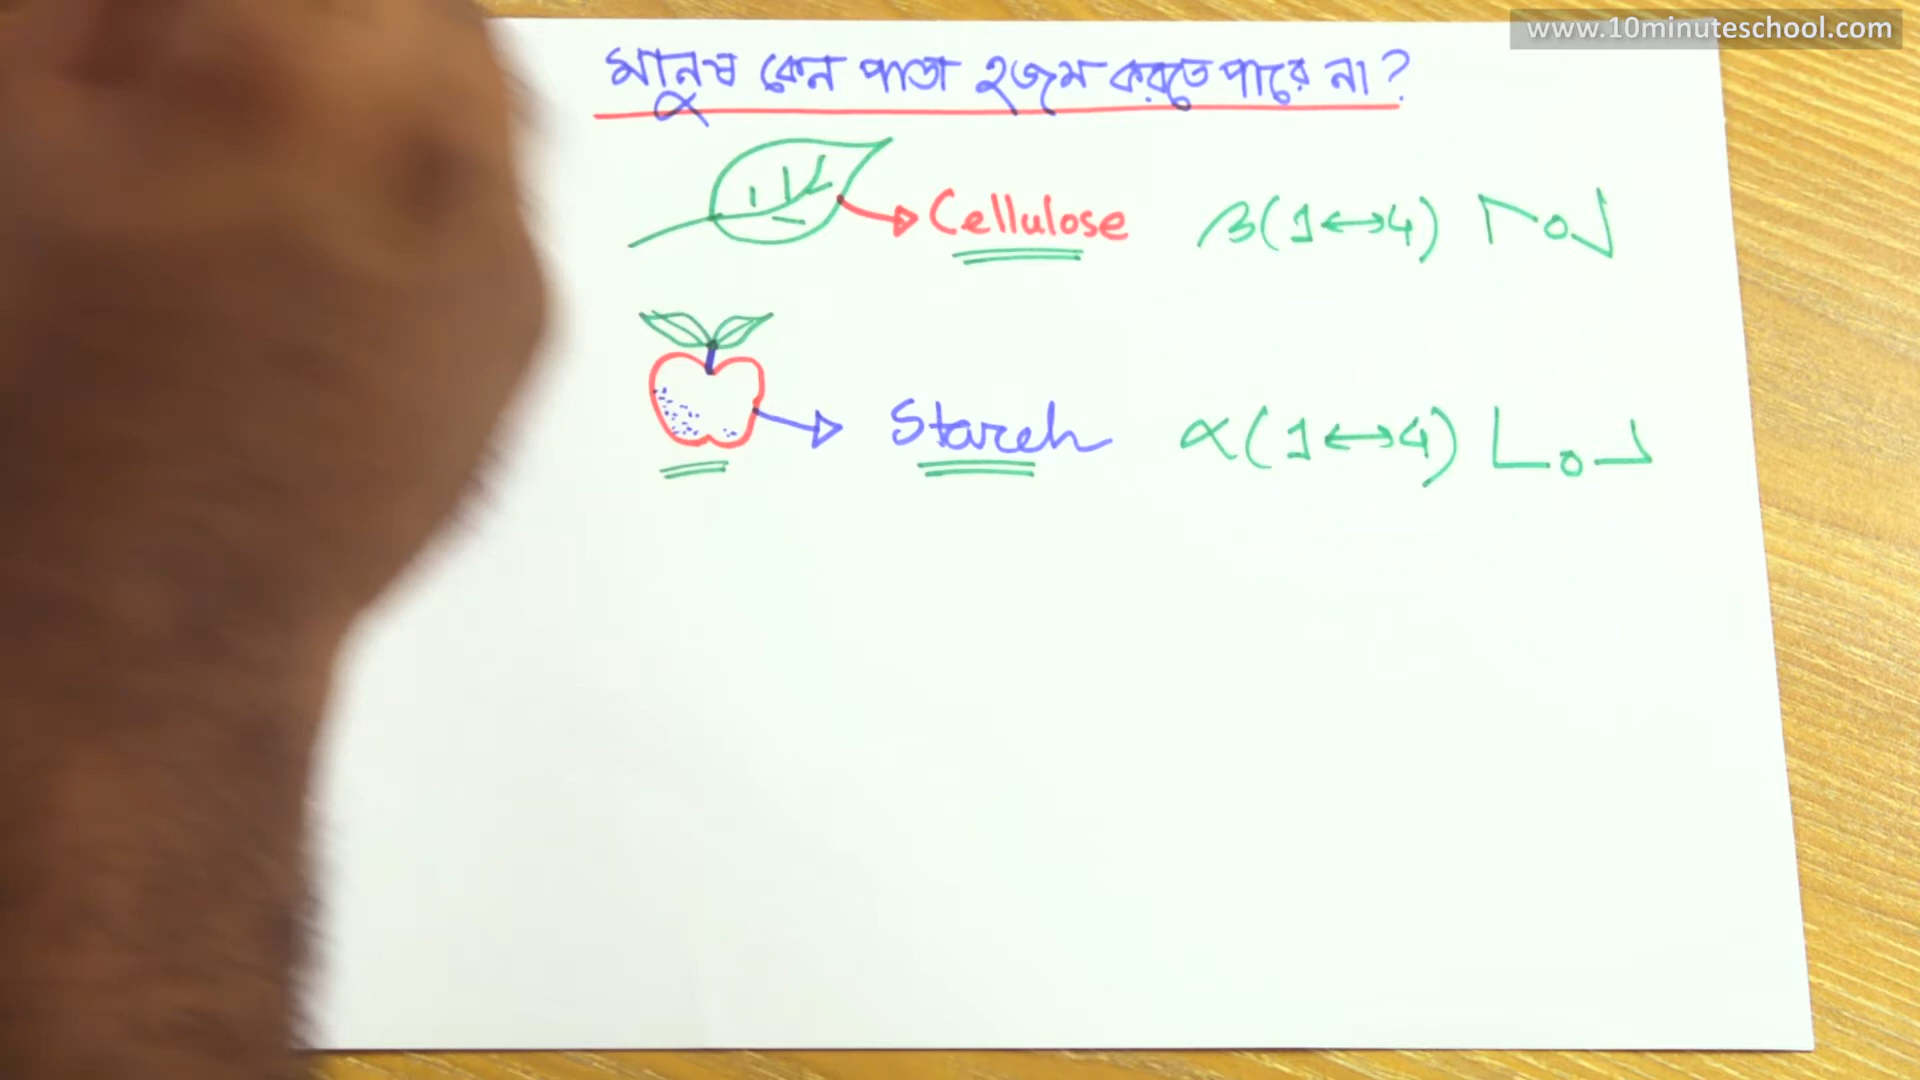 www.10minuteschool.com
মানুষ কেন পাতা হজম করতে পারে না?
Cellulose β(1↔4)
Starch α(1↔4)